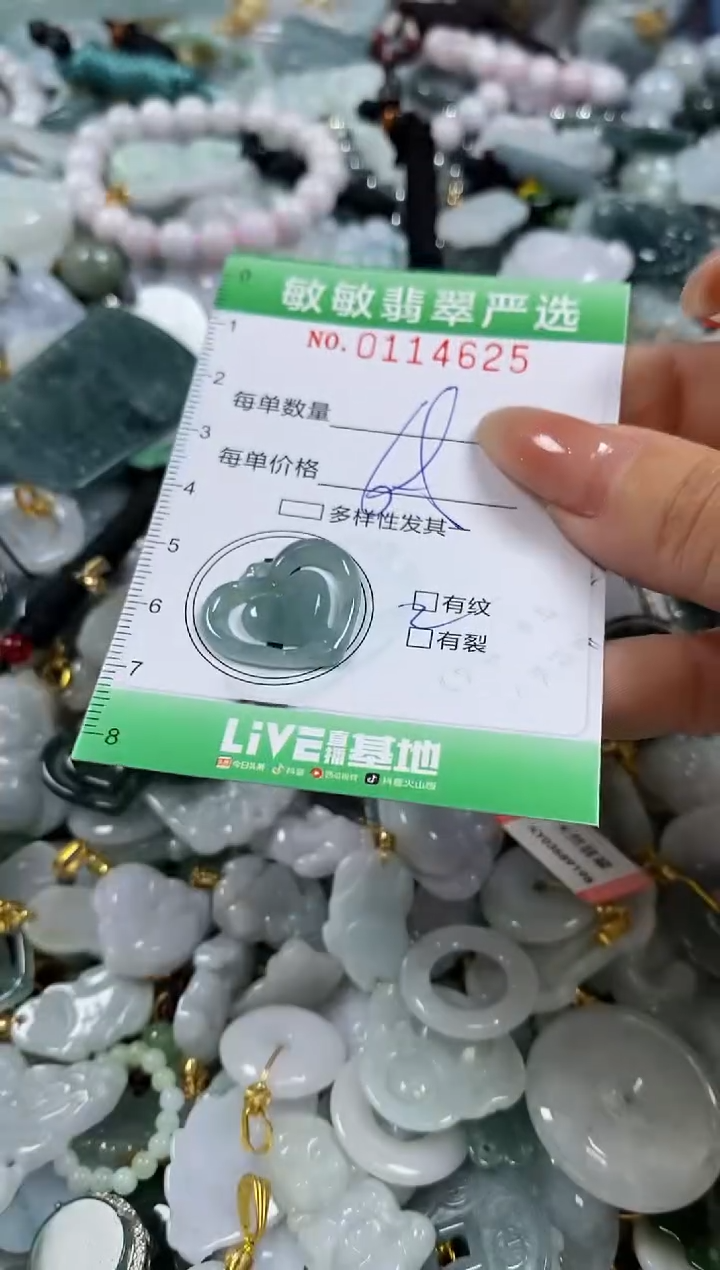 0
敏敏翡翠严选
1
NO.0114625
2
每单数量
3
每单价格
4
多样性发其
5
6
□有纹
□有裂
7
8
LiVE直播基地
今日头条 抖音 西瓜视频 抖音火山版